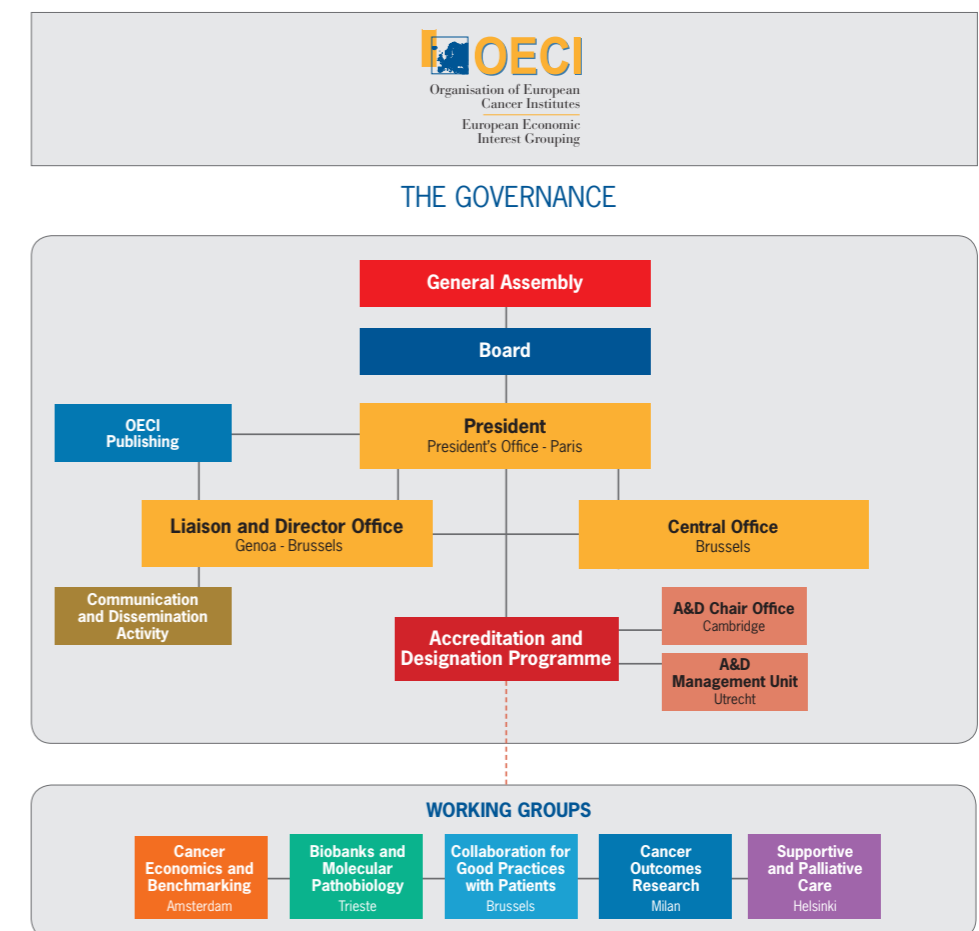 OECI
Organisation of European
Cancer Institutes
European Economic
Interest Grouping
THE GOVERNANCE
General Assembly
Board
OECI
Publishing
President
President's Office - Paris
Liaison and Director Office
Genoa - Brussels
Central Office
Brussels
Communication
and Dissemination
Activity
Accreditation and
Designation Programme
A&D Chair Office
Cambridge
A&D
Management Unit
Utrecht
WORKING GROUPS
Cancer
Economics and
Benchmarking
Amsterdam
Biobanks and
Molecular
Pathobiology
Trieste
Collaboration for
Good Practices
with Patients
Brussels
Cancer
Outcomes
Research
Milan
Supportive
and Palliative
Care
Helsinki